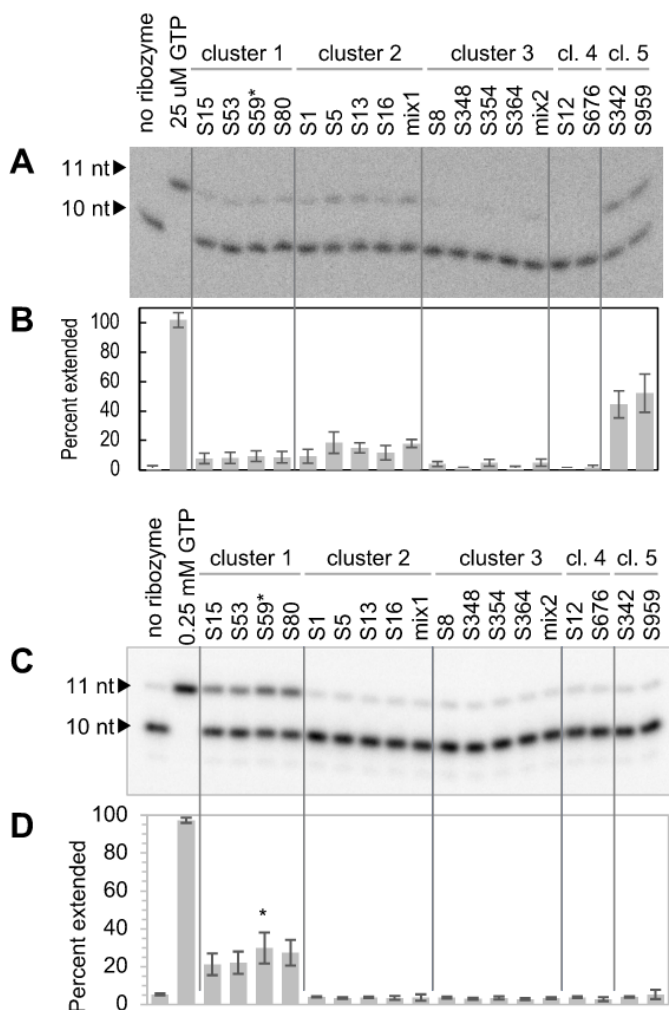 no ribozyme
25 uM GTP
cluster 1
cluster 2
cluster 3
cl. 4
cl. 5
S15
S53
S59*
S80
S1
S5
S13
S16
mix1
S8
S348
S354
S364
mix2
S12
S676
S342
S959
A
11 nt
10 nt
B
Percent extended
100
80
60
40
20
0
no ribozyme
0.25 mM GTP
cluster 1
cluster 2
cluster 3
cl. 4
cl. 5
S15
S53
S59*
S80
S1
S5
S13
S16
mix1
S8
S348
S354
S364
mix2
S12
S676
S342
S959
C
11 nt
10 nt
D
Percent extended
100
80
60
40
20
0
*